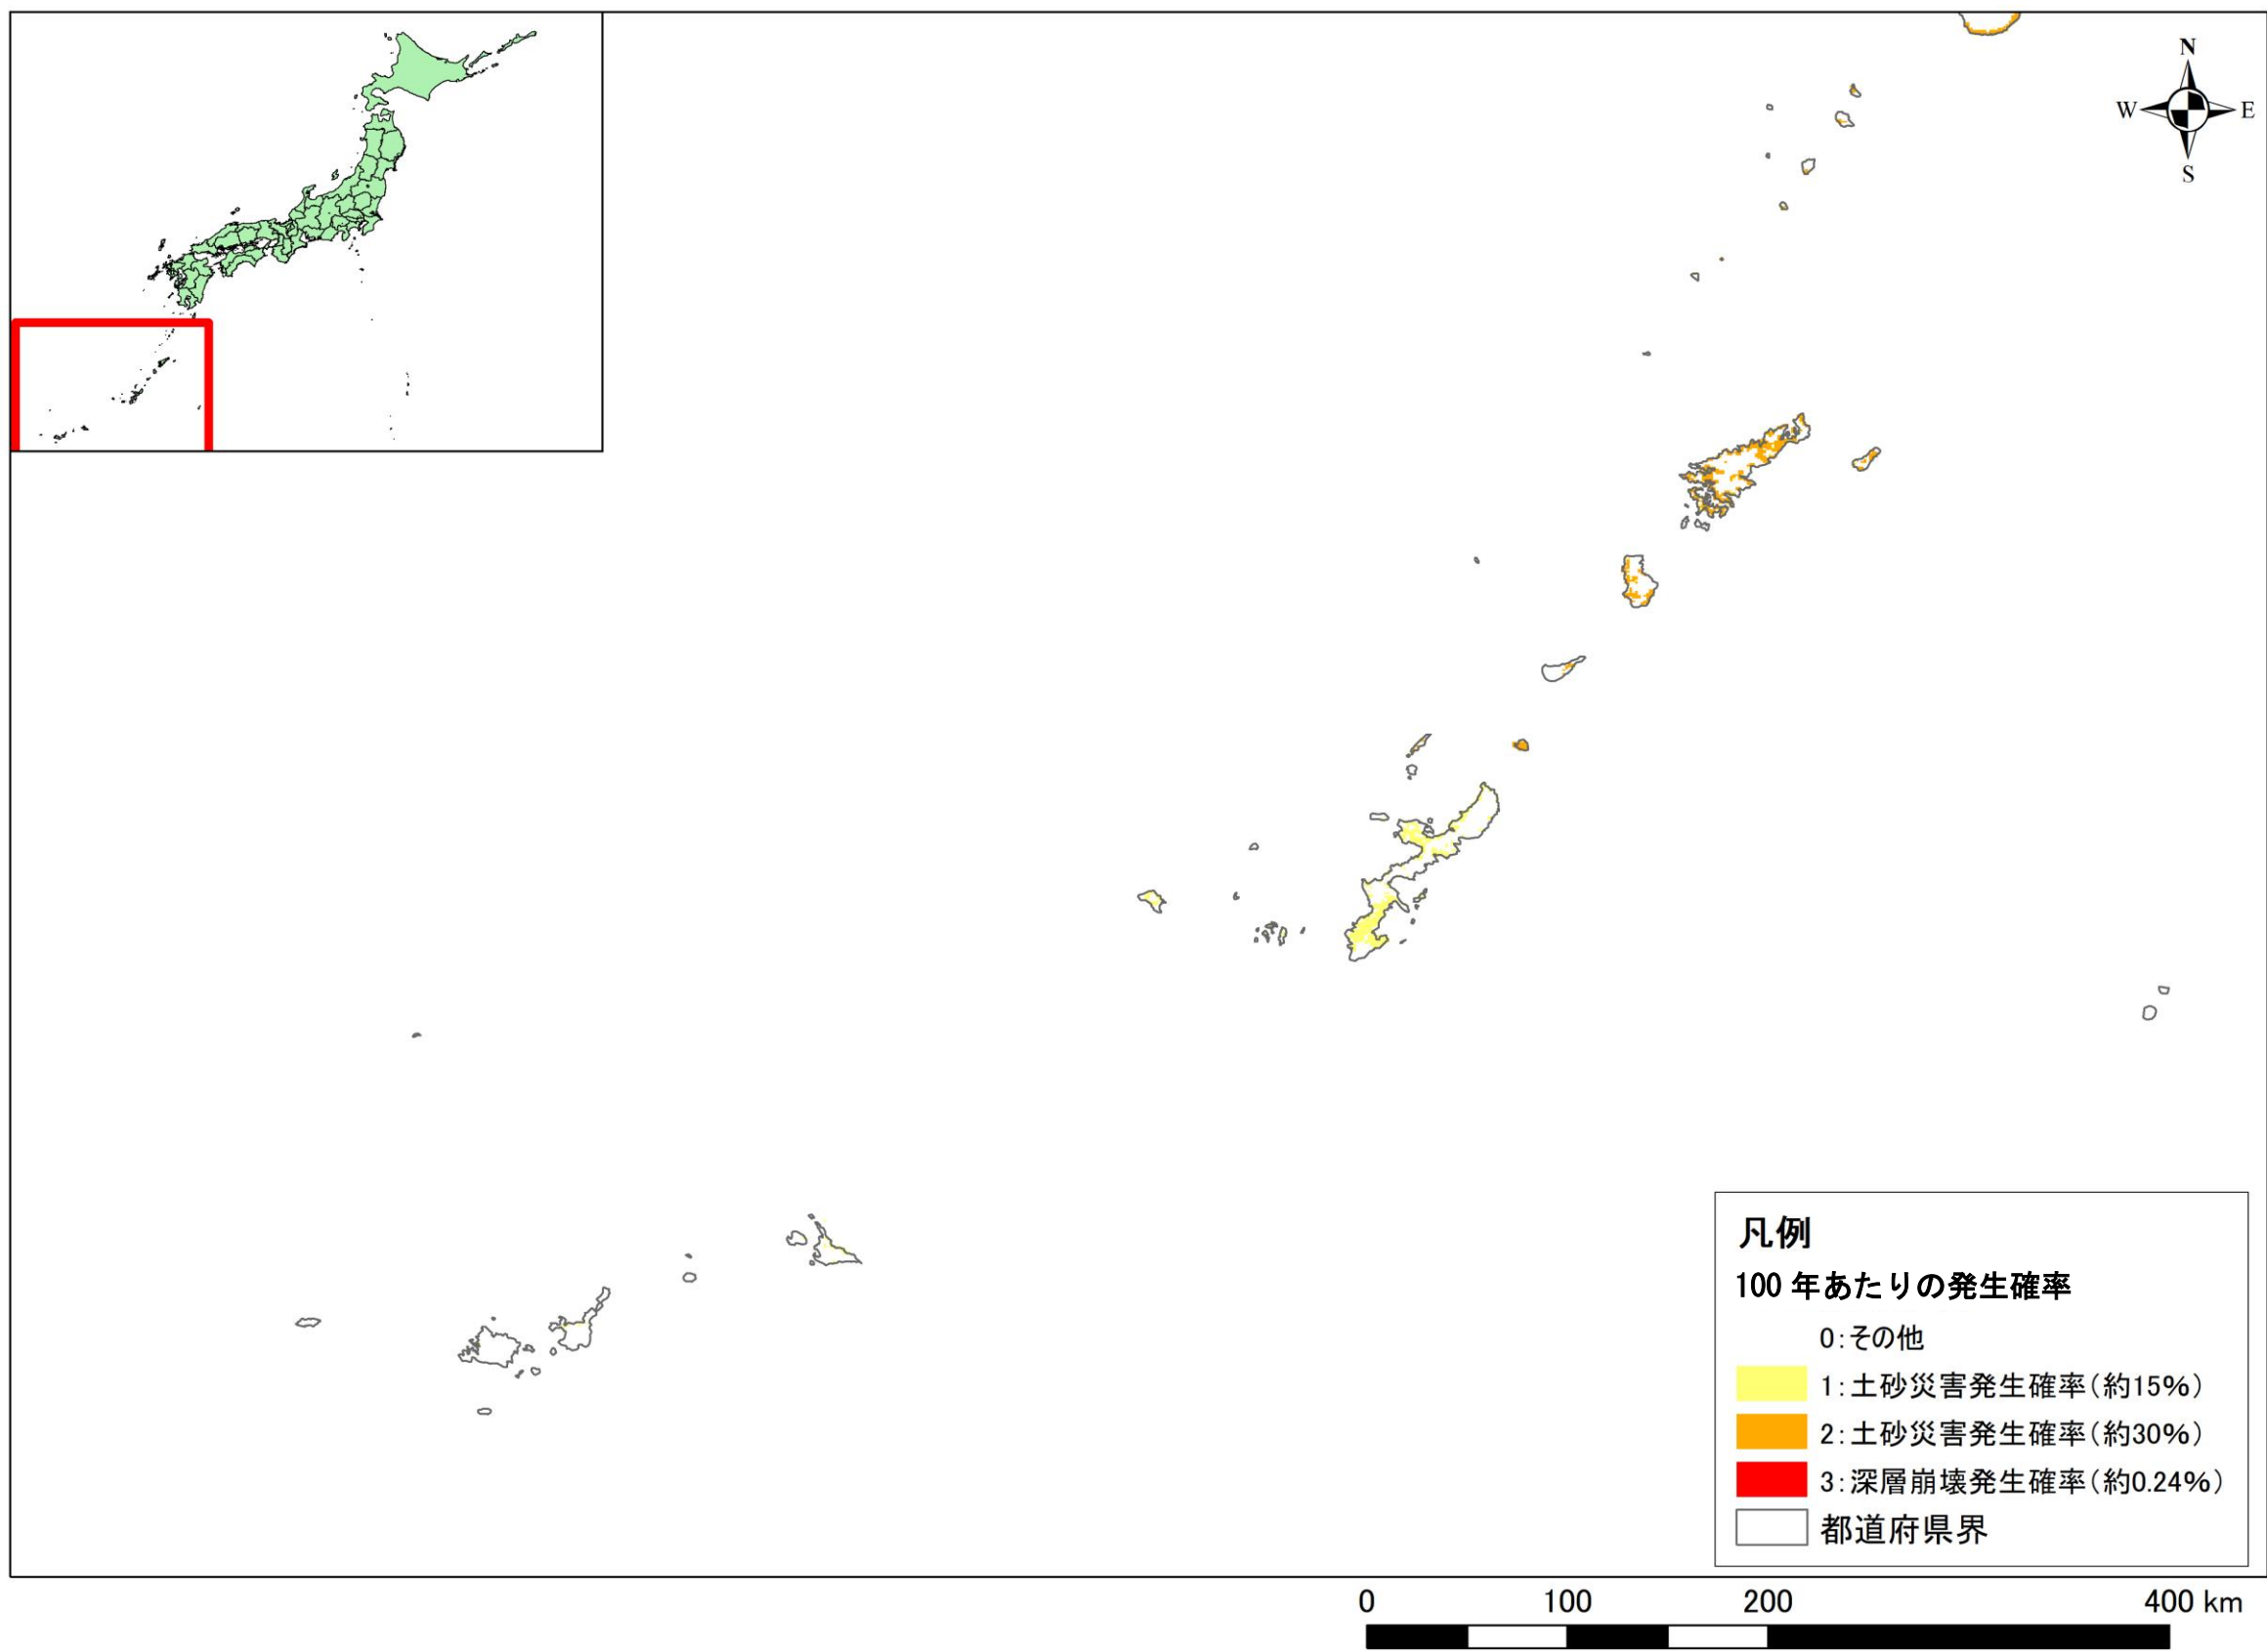 N
W E
S
凡例
100 年あたりの発生確率
0:その他
1:土砂災害発生確率(約15%)
2:土砂災害発生確率(約30%)
3:深層崩壊発生確率(約0.24%)
都道府県界
0 100 200 400 km